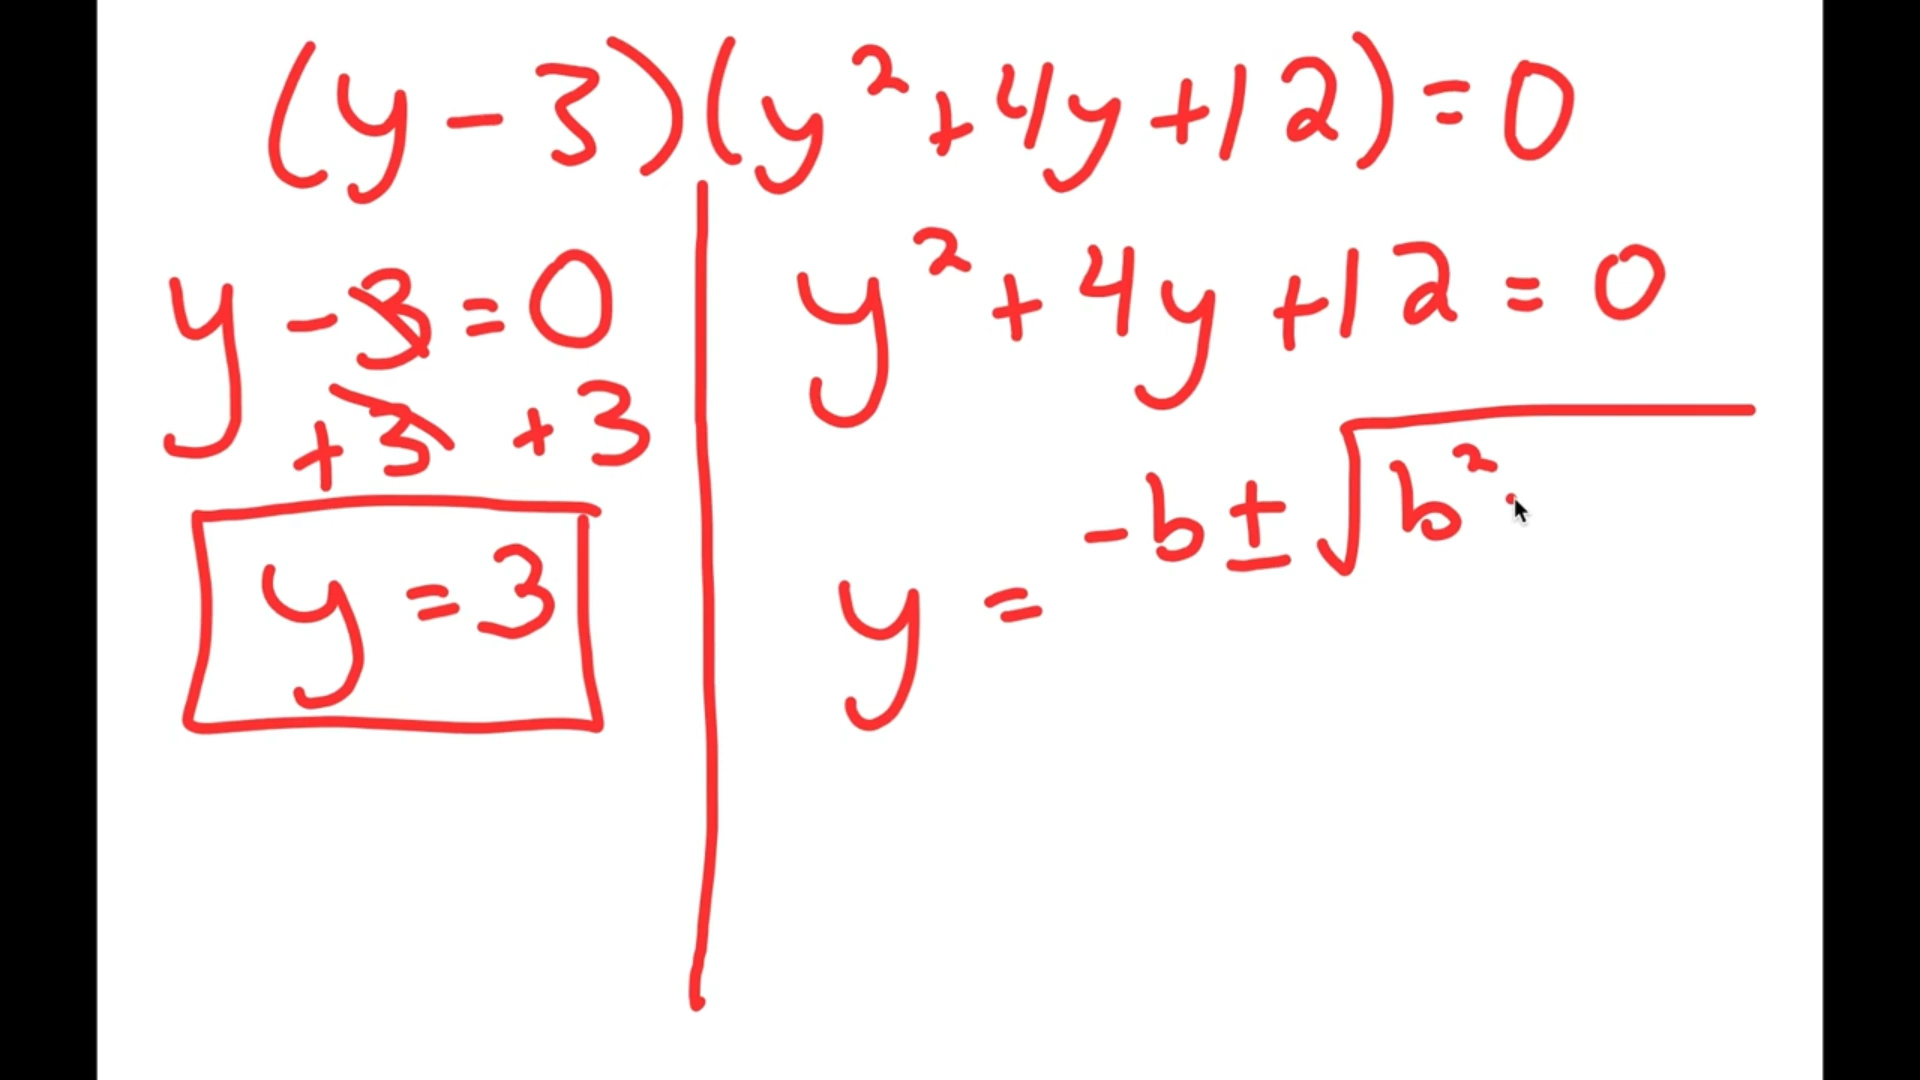 (y-3)(y²+4y+12)=0
y-3=0
+3 +3
y=3
y²+4y+12=0
y = -b±√b²